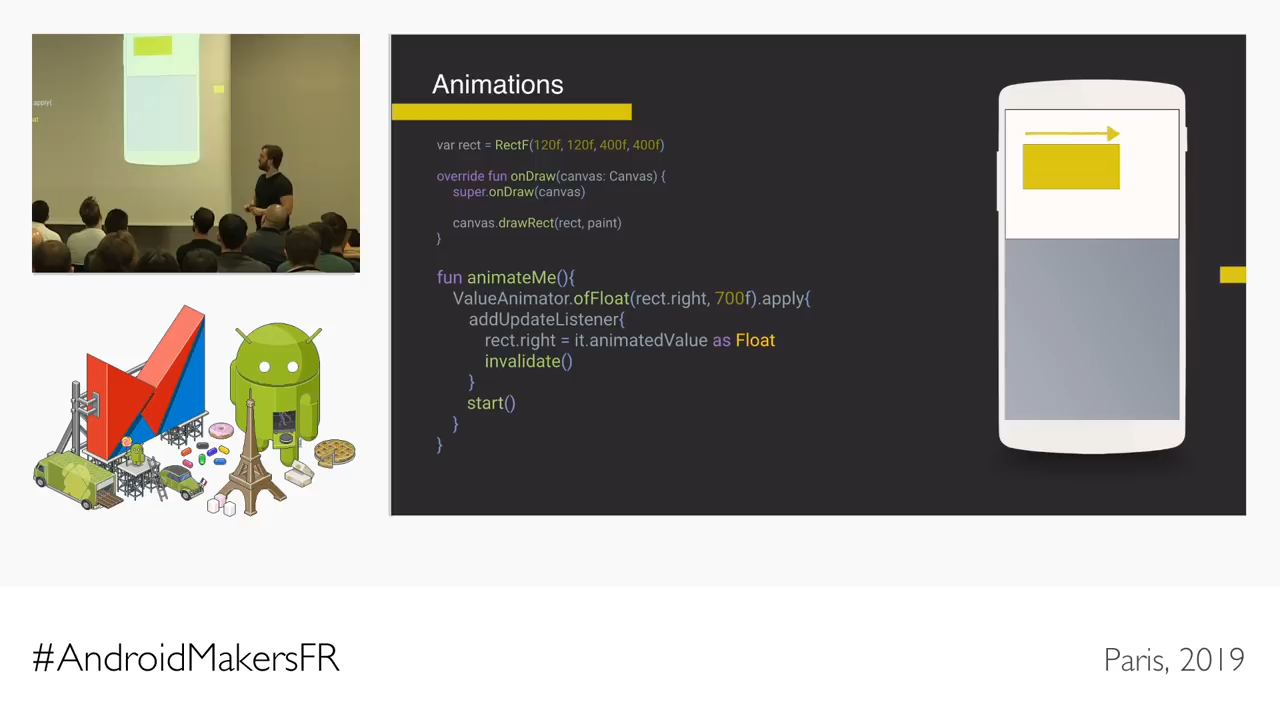 .apply{
at
Animations
var rect = RectF(120f, 120f, 400f, 400f)
override fun onDraw(canvas: Canvas) {
super.onDraw(canvas)
canvas.drawRect(rect, paint)
}
fun animateMe(){
ValueAnimator.ofFloat(rect.right, 700f).apply{
addUpdateListener{
rect.right = it.animatedValue as Float
invalidate()
}
start()
}
}
#AndroidMakersFR
Paris, 2019